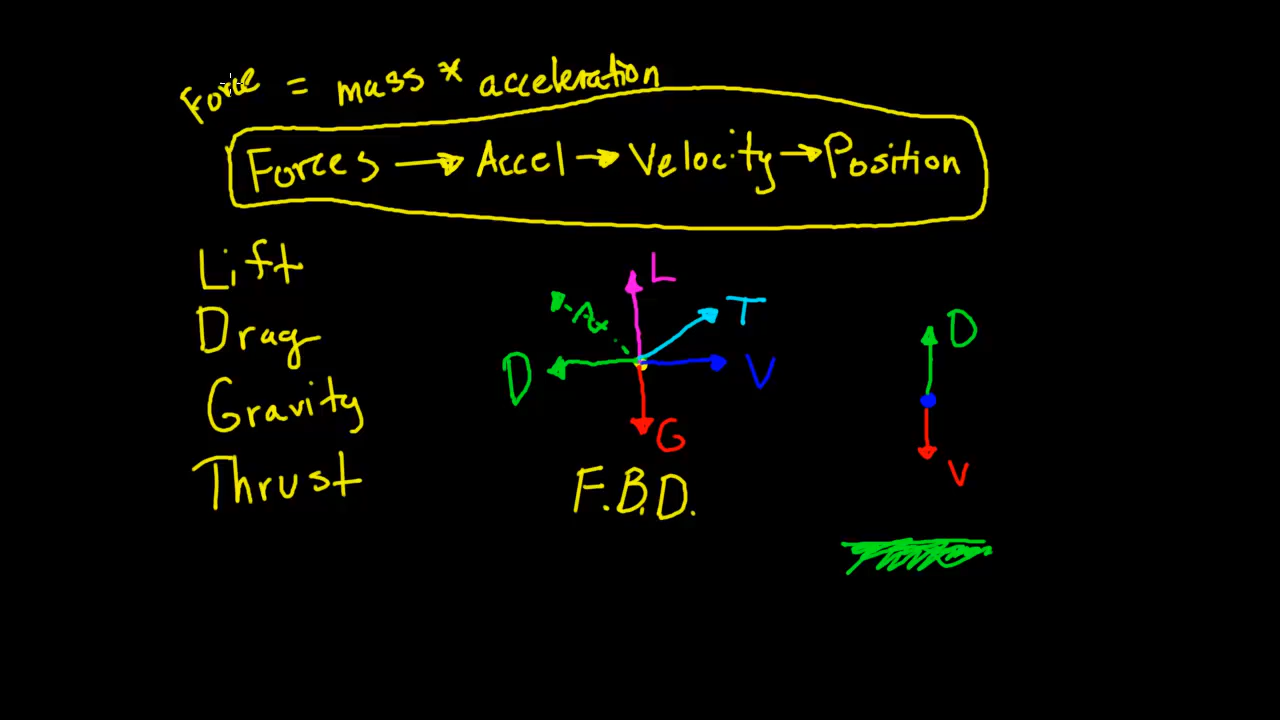 Force = mass * acceleration
Forces → Accel → Velocity → Position
Lift
Drag
Gravity
Thrust
L
T
D
V
G
F.B.D.
D
V